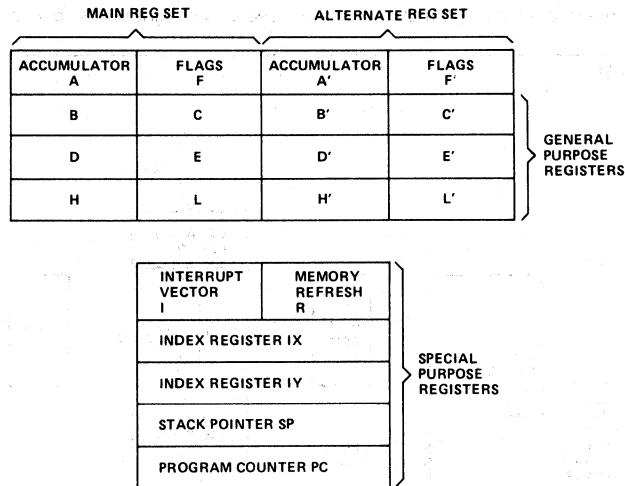 MAIN REG SET ALTERNATE REG SET
ACCUMULATOR FLAGS ACCUMULATOR FLAGS
A F A' F'
B C B' C'
D E D' E'
H L H' L'
GENERAL
PURPOSE
REGISTERS
INTERRUPT MEMORY
VECTOR REFRESH
I R
INDEX REGISTER IX
INDEX REGISTER IY
STACK POINTER SP
PROGRAM COUNTER PC
SPECIAL
PURPOSE
REGISTERS